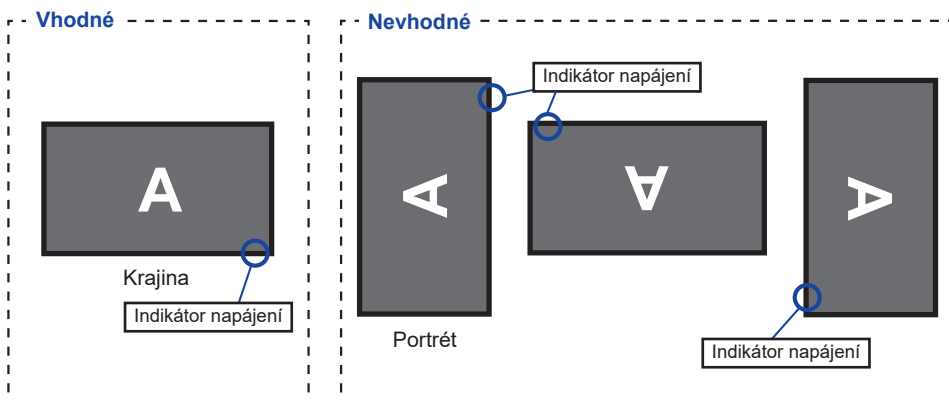 Vhodné
A
Krajina
Indikátor napájení
Nevhodné
Indikátor napájení
A
A
A
Portrét
Indikátor napájení